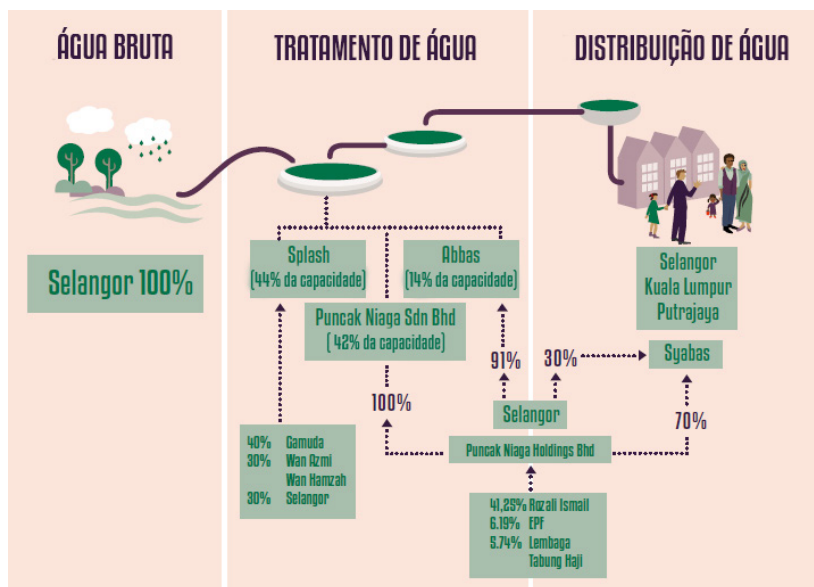 ÁGUA BRUTA
Selangor 100%
TRATAMENTO DE ÁGUA
Splash
(44% da capacidade)
Abbas
(14% da capacidade)
Puncak Niaga Sdn Bhd
( 42% da capacidade)
91%
30%
100%
Selangor
Puncak Niaga Holdings Bhd
40% Gamuda
30% Wan Azmi
Wan Hamzah
30% Selangor
41,25% Rozali Ismail
6.19% EPF
5.74% Lembaga
Tabung Haji
DISTRIBUIÇÃO DE ÁGUA
Selangor
Kuala Lumpur
Putrajaya
Syabas
70%